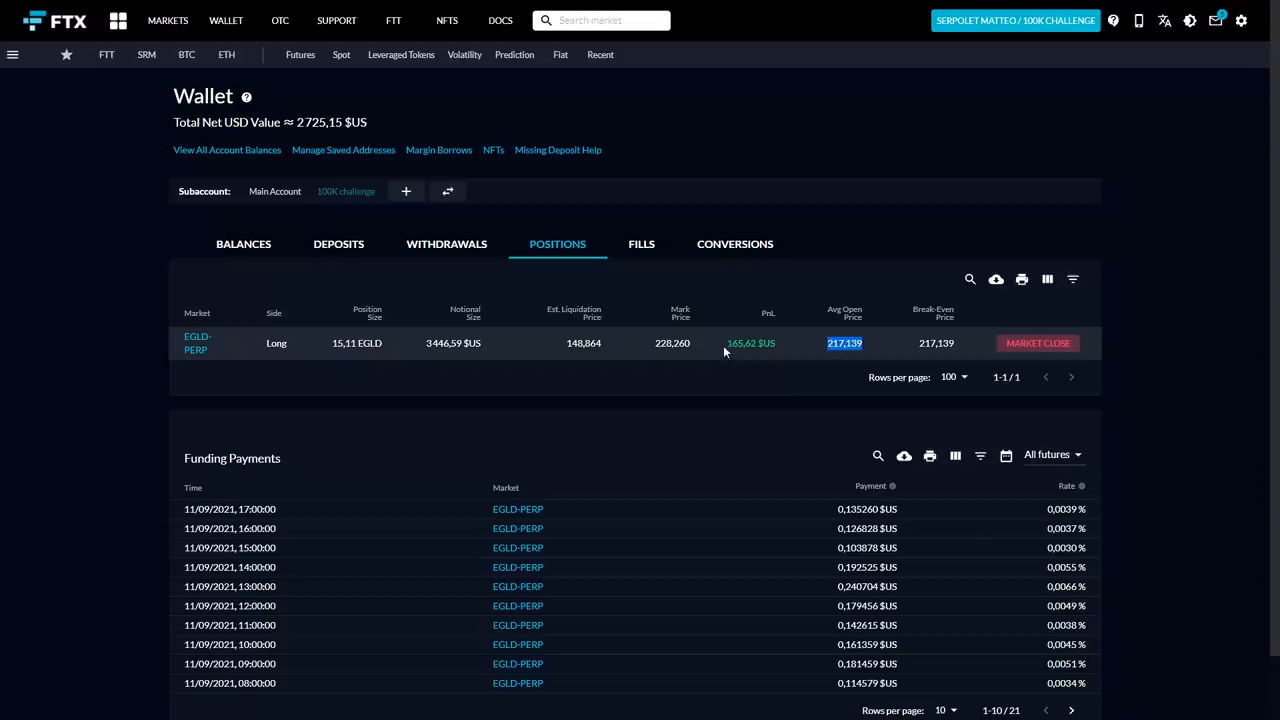 FTX MARKETS WALLET OTC SUPPORT FTT NFTS DOCS Search market SERPOLET MATTEO / 100K CHALLENGE
FTT SRM BTC ETH Futures Spot Leveraged Tokens Volatility Prediction Fiat Recent
Wallet
Total Net USD Value ≈ 2 725,15 $US
View All Account Balances Manage Saved Addresses Margin Borrows NFTs Missing Deposit Help
Subaccount: Main Account 100K challenge
BALANCES DEPOSITS WITHDRAWALS POSITIONS FILLS CONVERSIONS
Market Side Position Size Notional Size Est. Liquidation Price Mark Price PnL Avg Open Price Break-Even Price
EGLD-PERP Long 15,11 EGLD 3 446,59 $US 148,864 228,260 165,62 $US 217,139 217,139 MARKET CLOSE
Rows per page: 100 1-1 / 1
Funding Payments All futures
Time Market Payment Rate
11/09/2021, 17:00:00 EGLD-PERP 0,135260 $US 0,0039 %
11/09/2021, 16:00:00 EGLD-PERP 0,126828 $US 0,0037 %
11/09/2021, 15:00:00 EGLD-PERP 0,103878 $US 0,0030 %
11/09/2021, 14:00:00 EGLD-PERP 0,192525 $US 0,0055 %
11/09/2021, 13:00:00 EGLD-PERP 0,240704 $US 0,0066 %
11/09/2021, 12:00:00 EGLD-PERP 0,179456 $US 0,0049 %
11/09/2021, 11:00:00 EGLD-PERP 0,142615 $US 0,0038 %
11/09/2021, 10:00:00 EGLD-PERP 0,161359 $US 0,0045 %
11/09/2021, 09:00:00 EGLD-PERP 0,181459 $US 0,0051 %
11/09/2021, 08:00:00 EGLD-PERP 0,114579 $US 0,0034 %
Rows per page: 10 1-10 / 21